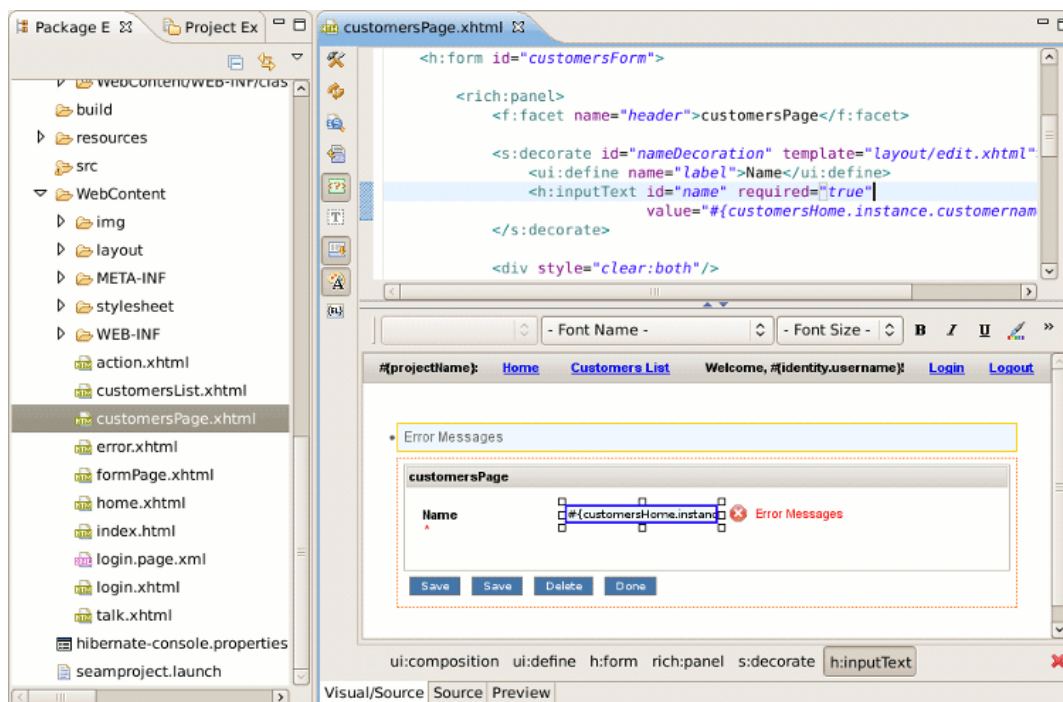 Package E
Project Ex
WebContent/WEB-INF/clas
build
resources
src
WebContent
img
layout
META-INF
stylesheet
WEB-INF
action.xhtml
customersList.xhtml
customersPage.xhtml
error.xhtml
formPage.xhtml
home.xhtml
index.html
login.page.xml
login.xhtml
talk.xhtml
hibernate-console.properties
seamproject.launch
customersPage.xhtml
<h:form id="customersForm">
<rich:panel>
<f:facet name="header">customersPage</f:facet>
<s:decorate id="nameDecoration" template="layout/edit.xhtml"
<ui:define name="label">Name</ui:define>
<h:inputText id="name" required="true"
value="#{customersHome.instance.customernam
</s:decorate>
<div style="clear:both"/>
- Font Name -
- Font Size -
B I U »
#{projectName}: Home Customers List Welcome, #{identity.username}! Login Logout
Error Messages
customersPage
Name
*
#{customersHome.instanc
Error Messages
Save Save Delete Done
ui:composition ui:define h:form rich:panel s:decorate h:inputText
Visual/Source Source Preview